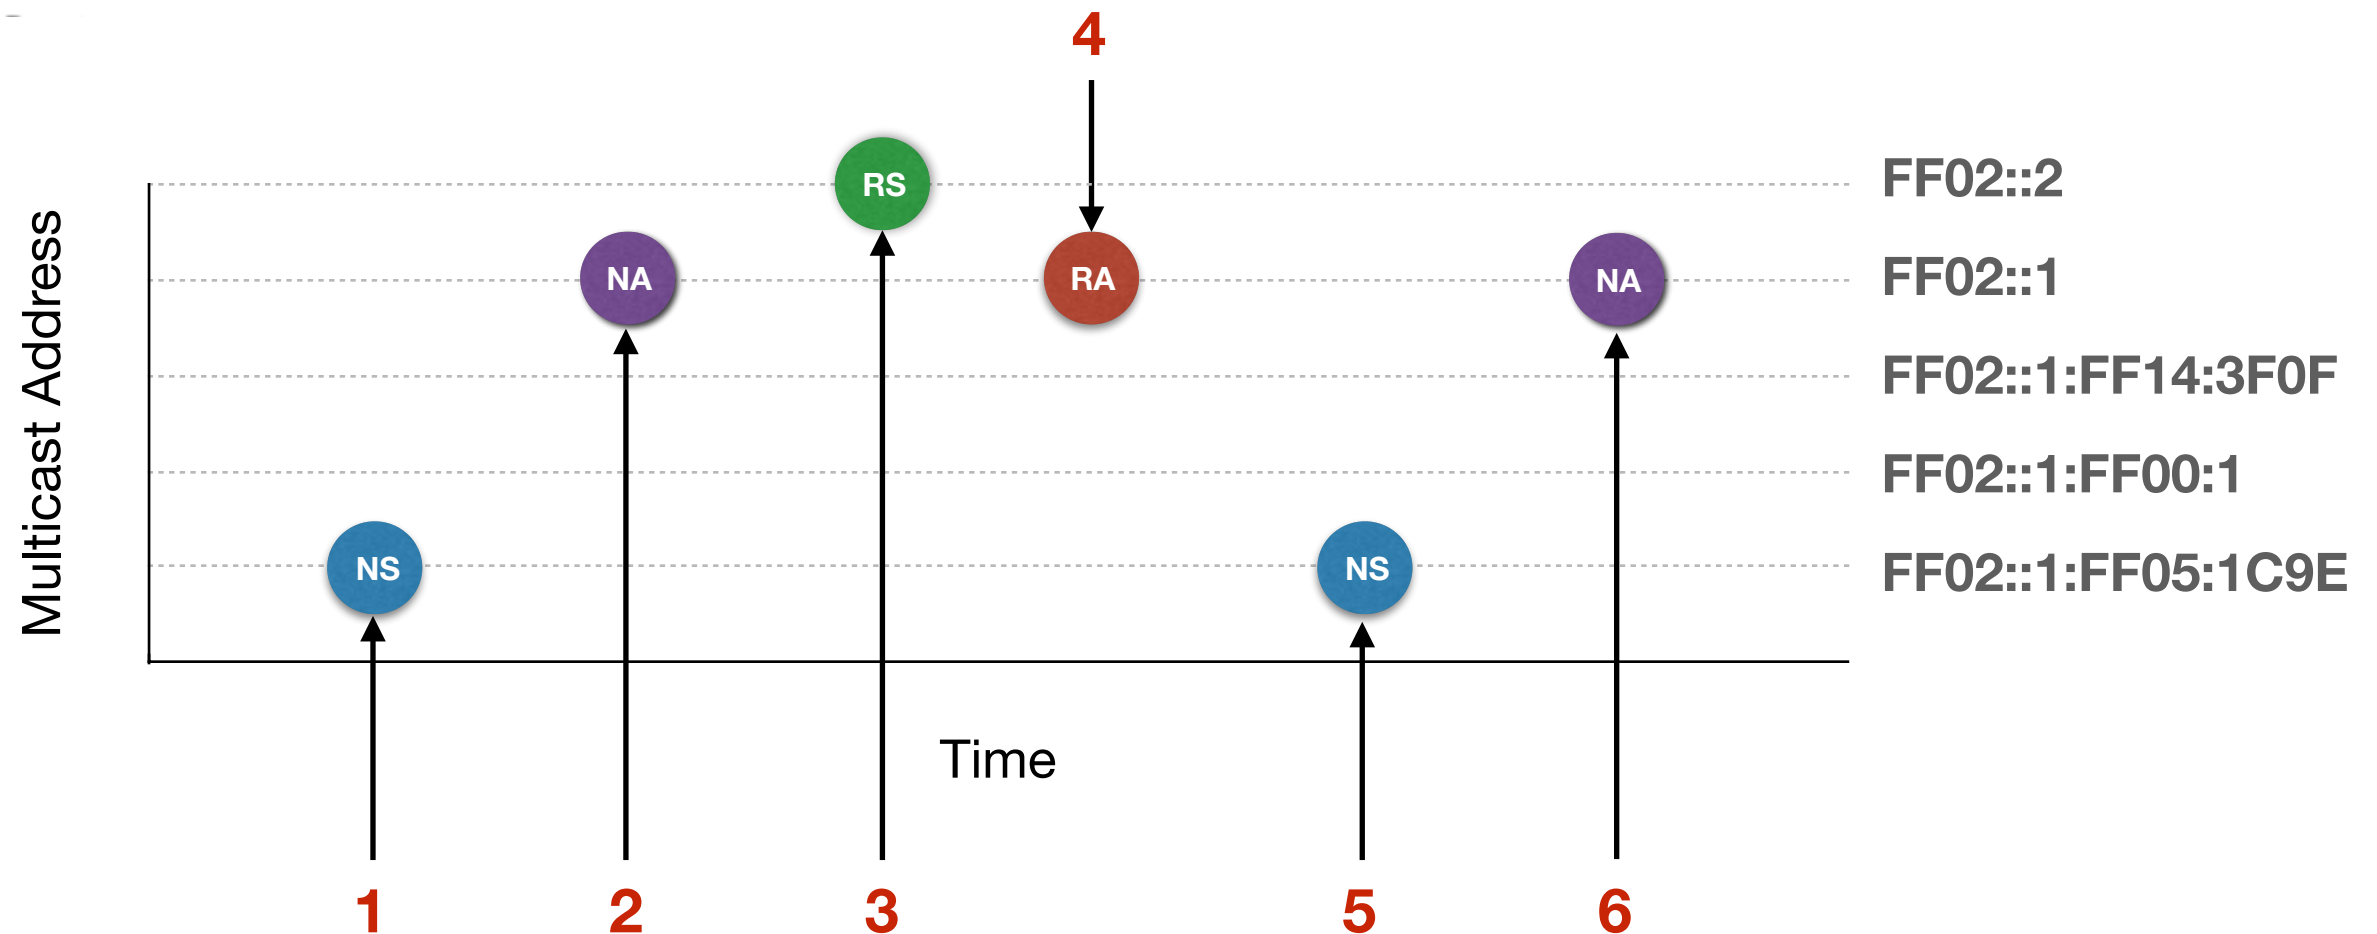 4
RS
FF02::2
NA
RA
NA
FF02::1
FF02::1:FF14:3F0F
FF02::1:FF00:1
NS
NS
FF02::1:FF05:1C9E
Multicast Address
Time
1
2
3
5
6